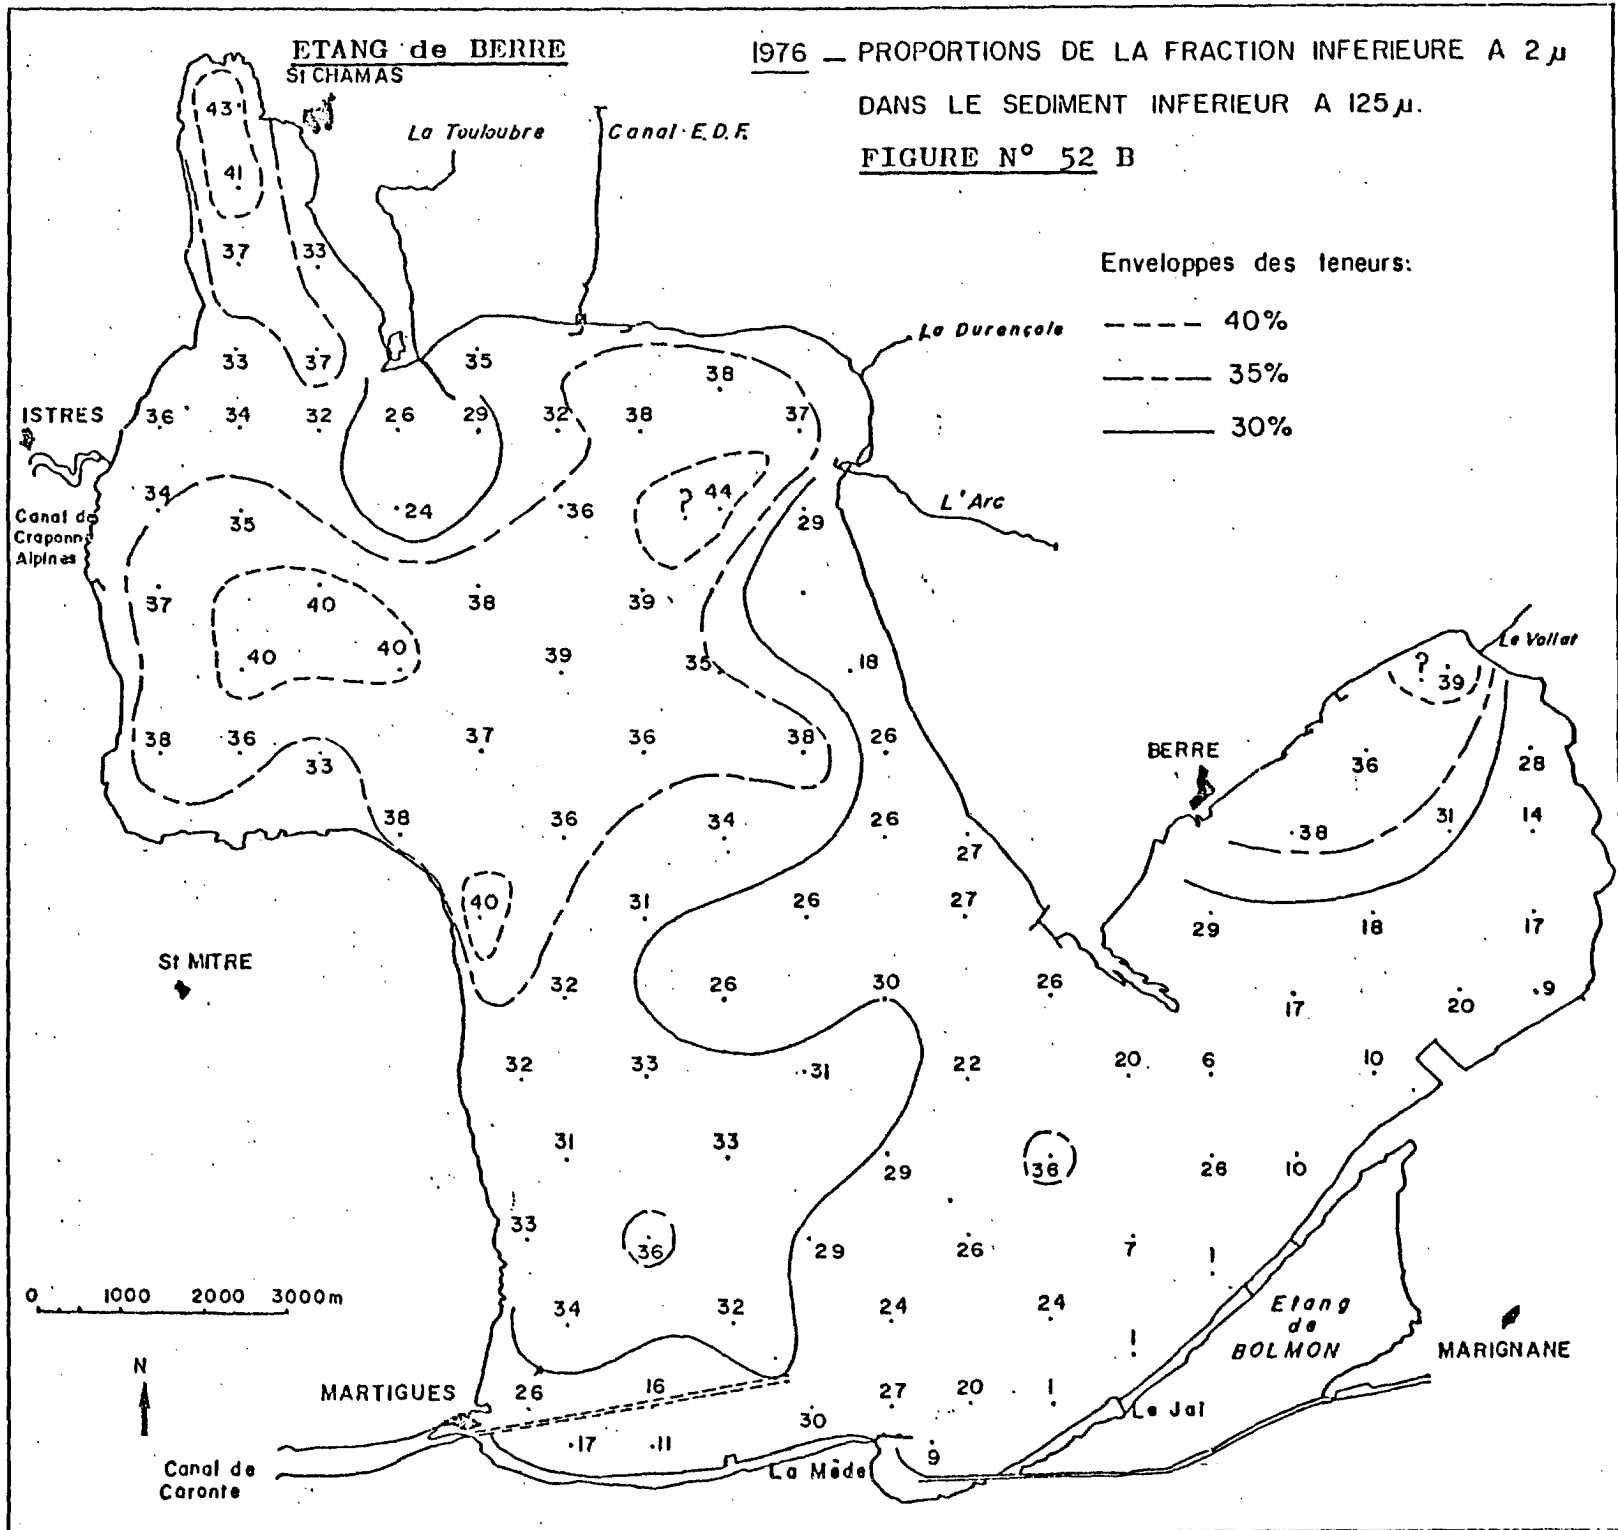 ETANG de BERRE
1976 _ PROPORTIONS DE LA FRACTION INFERIEURE A 2 µ
DANS LE SEDIMENT INFERIEUR A 125 µ.
FIGURE N° 52 B
St CHAMAS
La Touloubre
Canal E.D.F.
Enveloppes des teneurs:
40%
35%
30%
La Durançole
ISTRES
L'Arc
Canal de
Craponne
Alpines
Le Vallat
BERRE
St MITRE
43
41
37 33
33 37 35 38
36 34 32 26 29 32 38 37
34 35 24 36 ? 44 29
37 40 38 39
40 40 39 35 18 ? 39
38 36 33 37 36 38 26 36 28
38 36 34 26 27 38 31 14
40 31 26 27 29 18 17
32 26 30 26 17 20 9
32 33 31 22 20 6 10
31 33 29 36 26 10
33 36 29 26 7 !
34 32 24 24 !
26 16 27 20 1
17 11 30 9
0 1000 2000 3000m
N
MARTIGUES
Canal de
Caronte
La Mède
Le Jaï
Etang
de
BOLMON
MARIGNANE